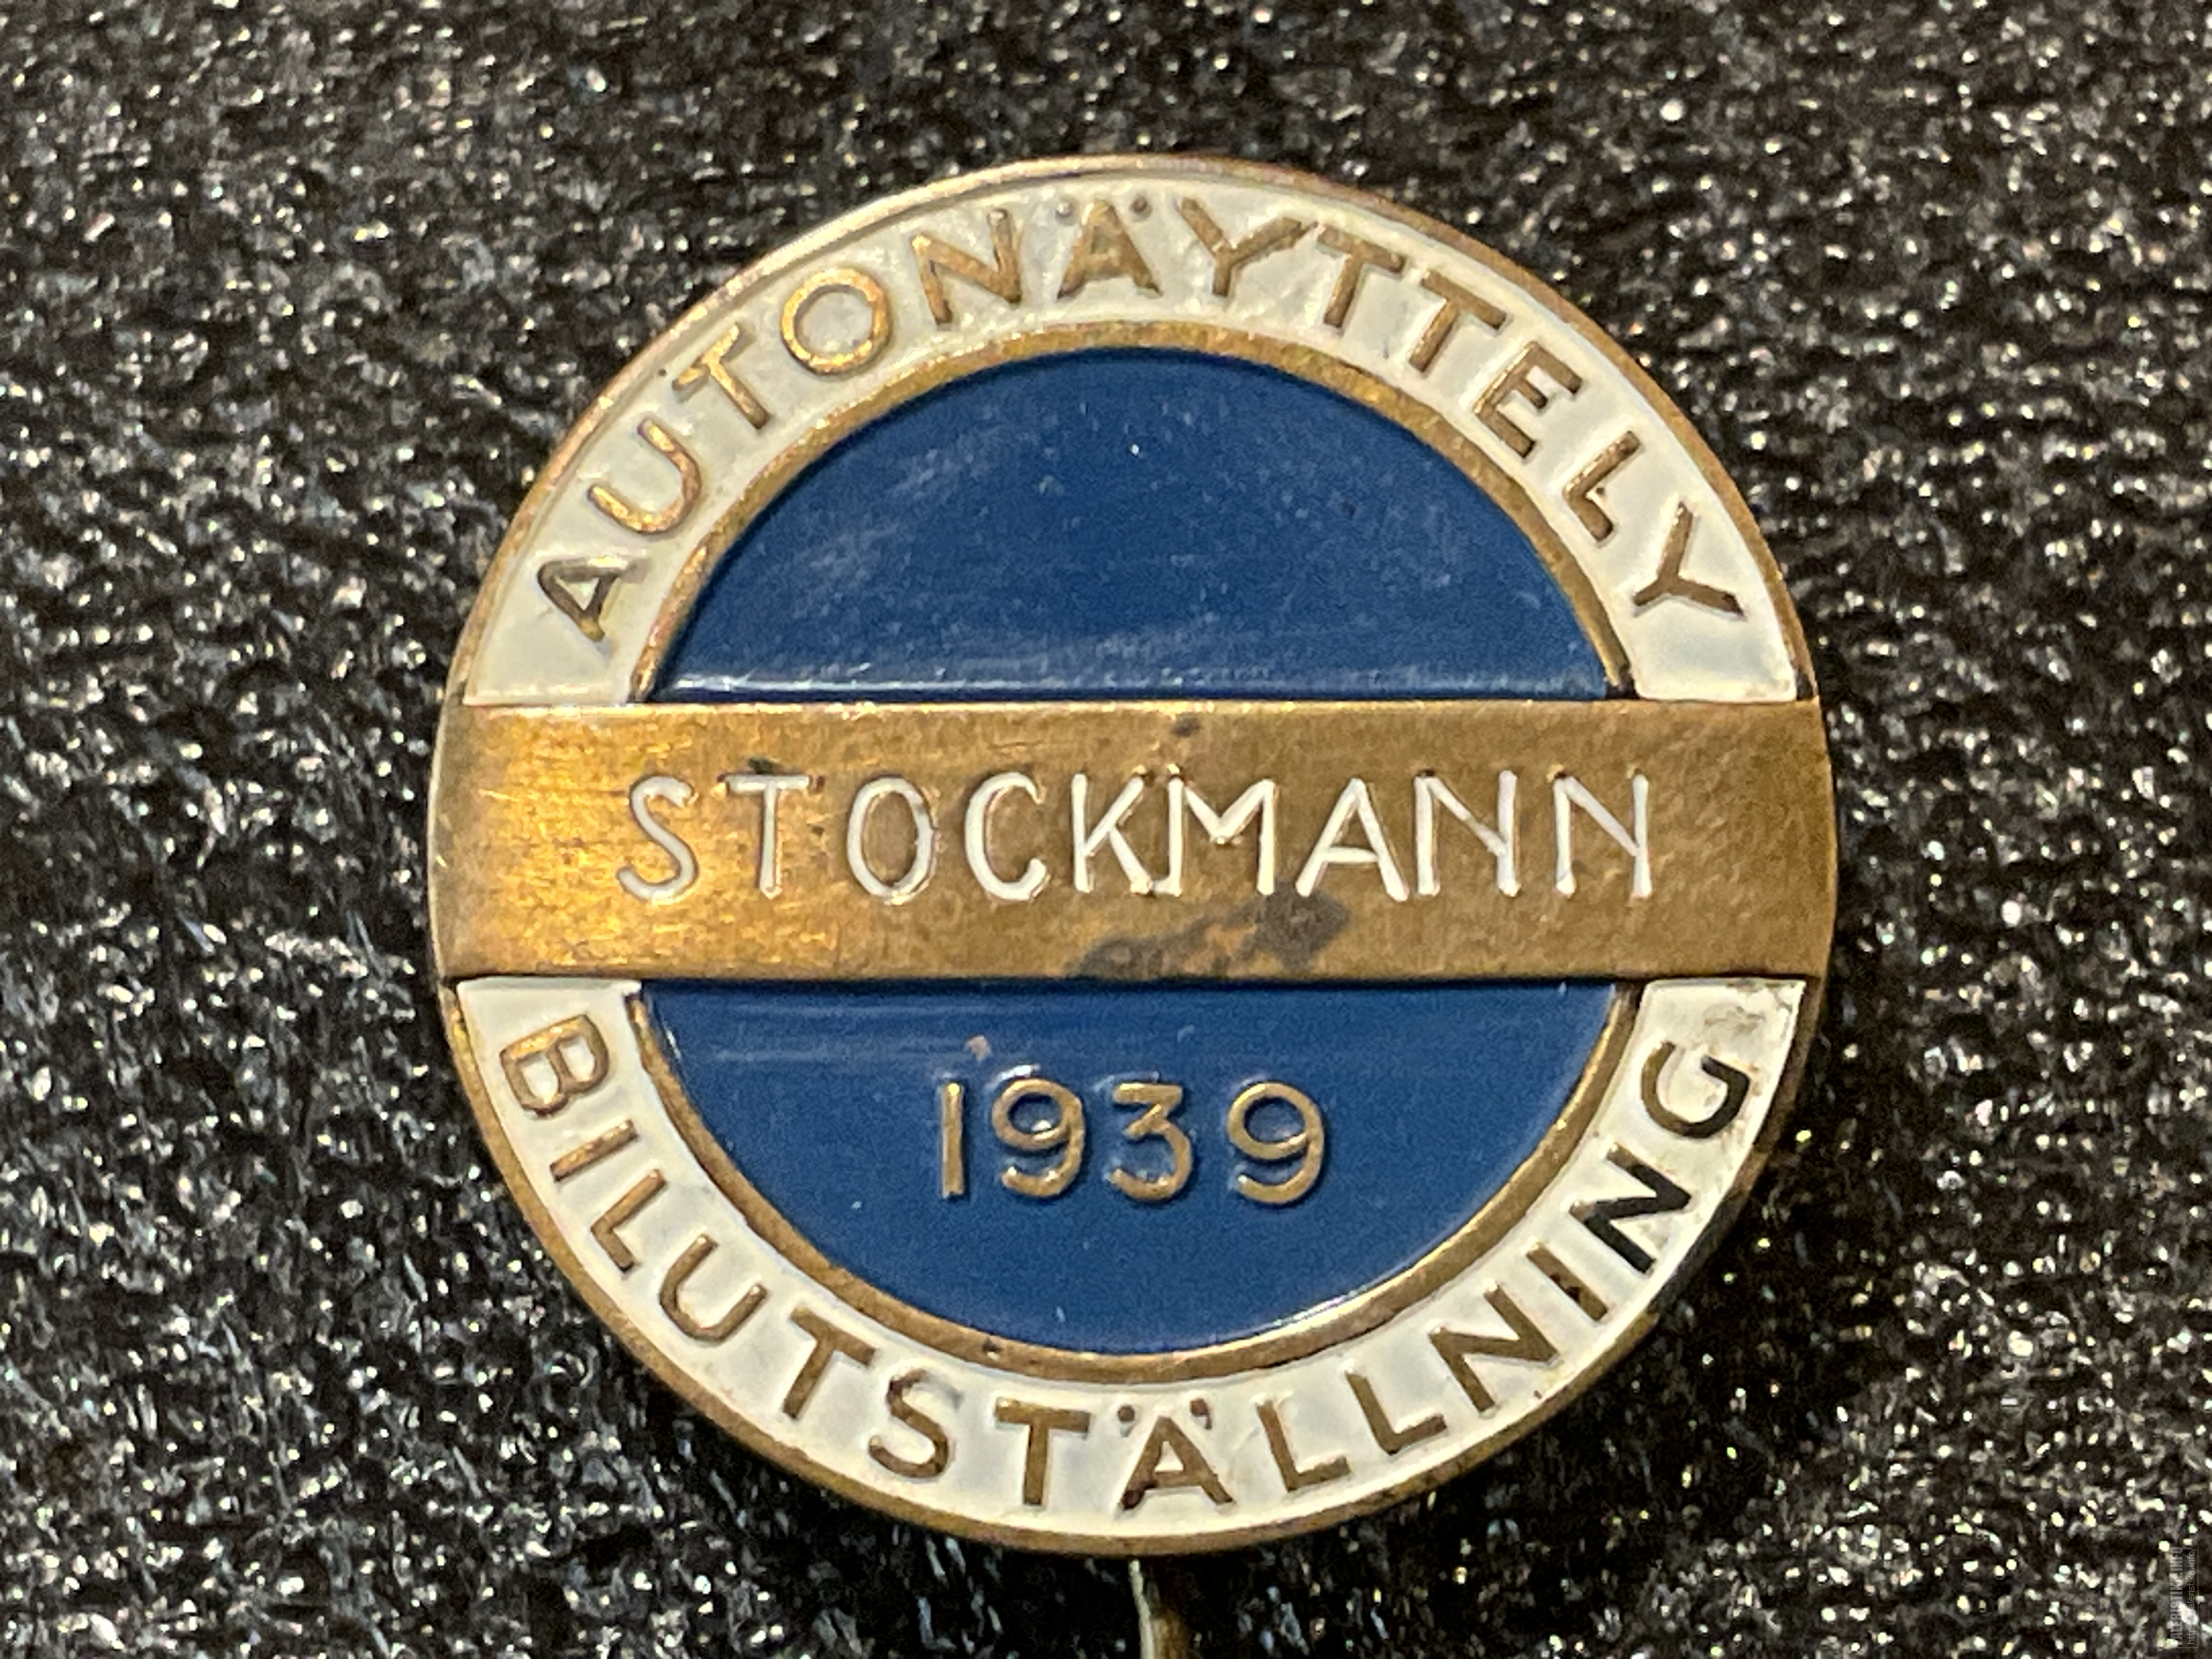 AUTONÄYTTELY
STOCKMANN
1939
BILUTSTÄLLNING